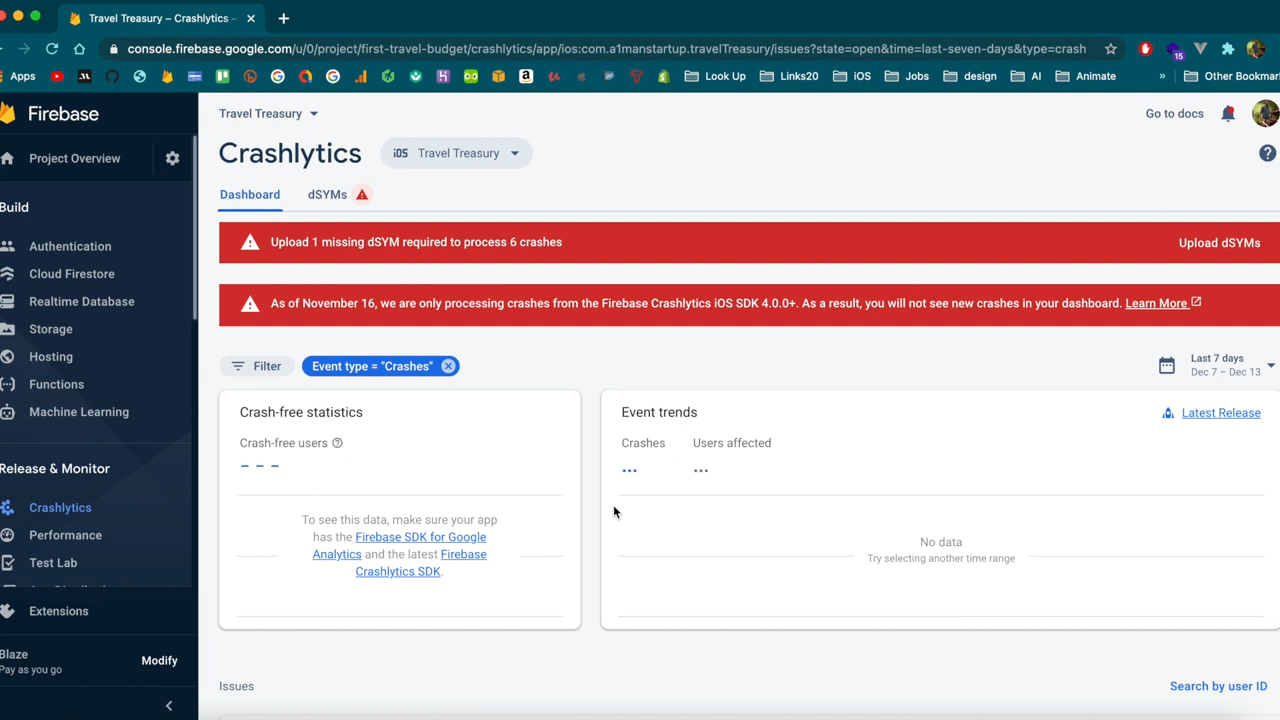 Travel Treasury – Crashlytics –
console.firebase.google.com/u/0/project/first-travel-budget/crashlytics/app/ios:com.a1manstartup.travelTreasury/issues?state=open&time=last-seven-days&type=crash
15
Apps
Look Up
Links20
iOS
Jobs
design
AI
Animate
»
Other Bookmar
Firebase
Travel Treasury
Go to docs
Project Overview
Crashlytics
iOS Travel Treasury
Dashboard
dSYMs
Build
Authentication
Cloud Firestore
Realtime Database
Storage
Hosting
Functions
Machine Learning
Release & Monitor
Crashlytics
Performance
Test Lab
Extensions
Blaze
Pay as you go
Modify
Upload 1 missing dSYM required to process 6 crashes
Upload dSYMs
As of November 16, we are only processing crashes from the Firebase Crashlytics iOS SDK 4.0.0+. As a result, you will not see new crashes in your dashboard. Learn More
Filter
Event type = "Crashes"
Last 7 days
Dec 7 – Dec 13
Crash-free statistics
Crash-free users
– – –
To see this data, make sure your app
has the Firebase SDK for Google
Analytics and the latest Firebase
Crashlytics SDK.
Event trends
Latest Release
Crashes
Users affected
...
...
No data
Try selecting another time range
Issues
Search by user ID